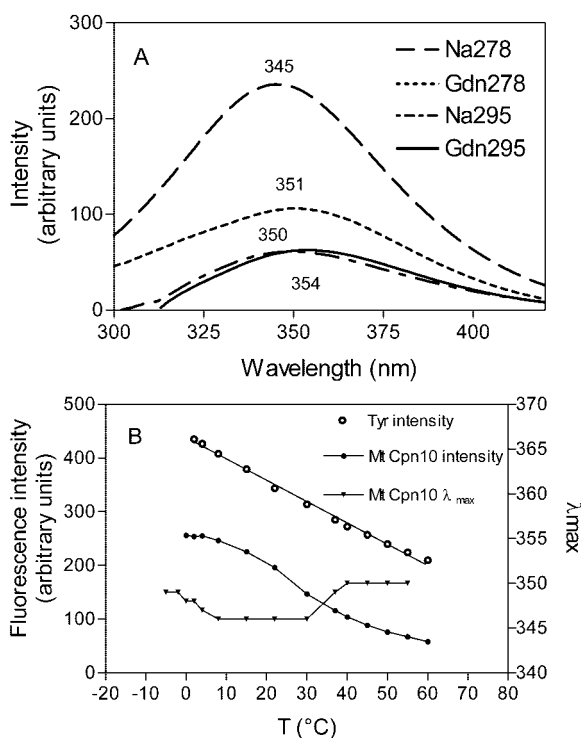 A
Na278
Gdn278
Na295
Gdn295
345
351
350
354
300
200
100
0
Intensity
(arbitrary units)
300
325
350
375
400
Wavelength (nm)
B
Tyr intensity
Mt Cpn10 intensity
Mt Cpn10 λ max
500
400
300
200
100
0
Fluorescence intensity
(arbitrary units)
370
365
360
355
350
345
340
λmax
-20
-10
0
10
20
30
40
50
60
70
80
T (°C)